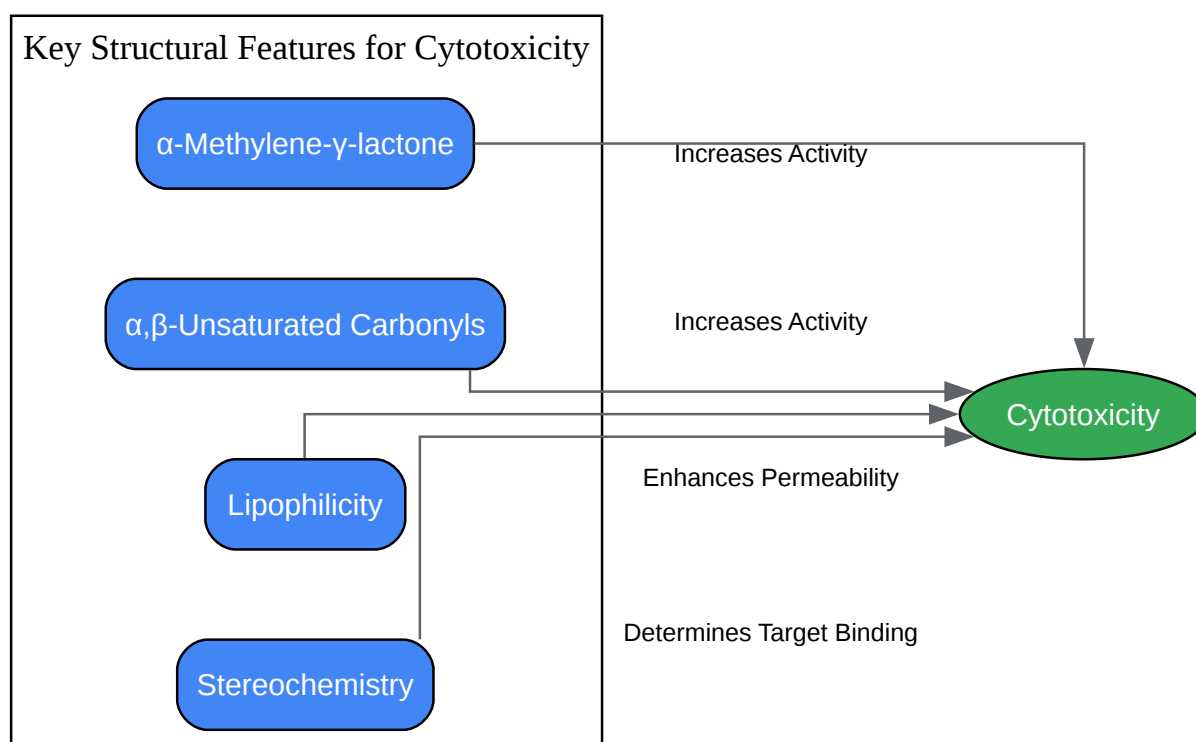 Key Structural Features for Cytotoxicity
α-Methylene-γ-lactone
Increases Activity
α,β-Unsaturated Carbonyls
Increases Activity
Cytotoxicity
Lipophilicity
Enhances Permeability
Stereochemistry
Determines Target Binding